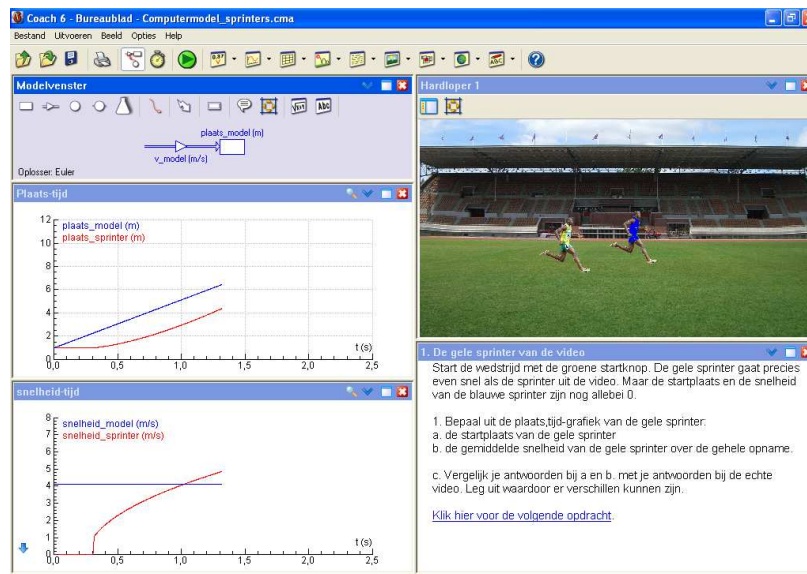 Coach 6 - Bureaublad - Computermodel_sprinters.cma
Bestand Uitvoeren Beeld Opties Help
Modelvenster
plaats_model (m)
v_model (m/s)
Oplosser: Euler
Plaats-tijd
12
plaats_model (m)
10
plaats_sprinter (m)
8
6
4
2
t (s)
0
0,0 0,5 1,0 1,5 2,0 2,5
snelheid-tijd
8
snelheid_model (m/s)
7
snelheid_sprinter (m/s)
6
5
4
3
2
1
t (s)
0
0,0 0,5 1,0 1,5 2,0 2,5
Hardloper 1
1. De gele sprinter van de video
Start de wedstrijd met de groene startknop. De gele sprinter gaat precies
even snel als de sprinter uit de video. Maar de startplaats en de snelheid
van de blauwe sprinter zijn nog allebei 0.
1. Bepaal uit de plaats,tijd-grafiek van de gele sprinter:
a. de startplaats van de gele sprinter
b. de gemiddelde snelheid van de gele sprinter over de gehele opname.
c. Vergelijk je antwoorden bij a en b. met je antwoorden bij de echte
video. Leg uit waardoor er verschillen kunnen zijn.
Klik hier voor de volgende opdracht.